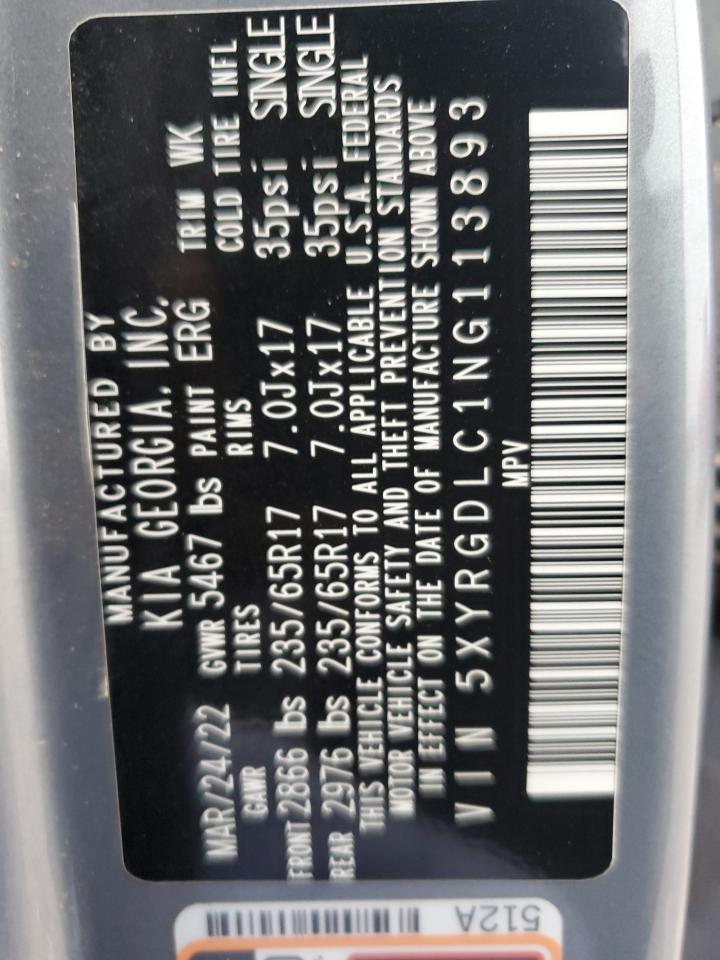 MANUFACTURED BY
KIA GEORGIA, INC.
MAR/24/22 GVWR 5467 lbs PAINT ERG TRIM WK
GAWR TIRES RIMS COLD TIRE INFL
FRONT 2866 lbs 235/65R17 7.0Jx17 35psi SINGLE
REAR 2976 lbs 235/65R17 7.0Jx17 35psi SINGLE
THIS VEHICLE CONFORMS TO ALL APPLICABLE U.S.A. FEDERAL
MOTOR VEHICLE SAFETY AND THEFT PREVENTION STANDARDS
IN EFFECT ON THE DATE OF MANUFACTURE SHOWN ABOVE
VIN 5XYRGDLC1NG113893
MPV
512A